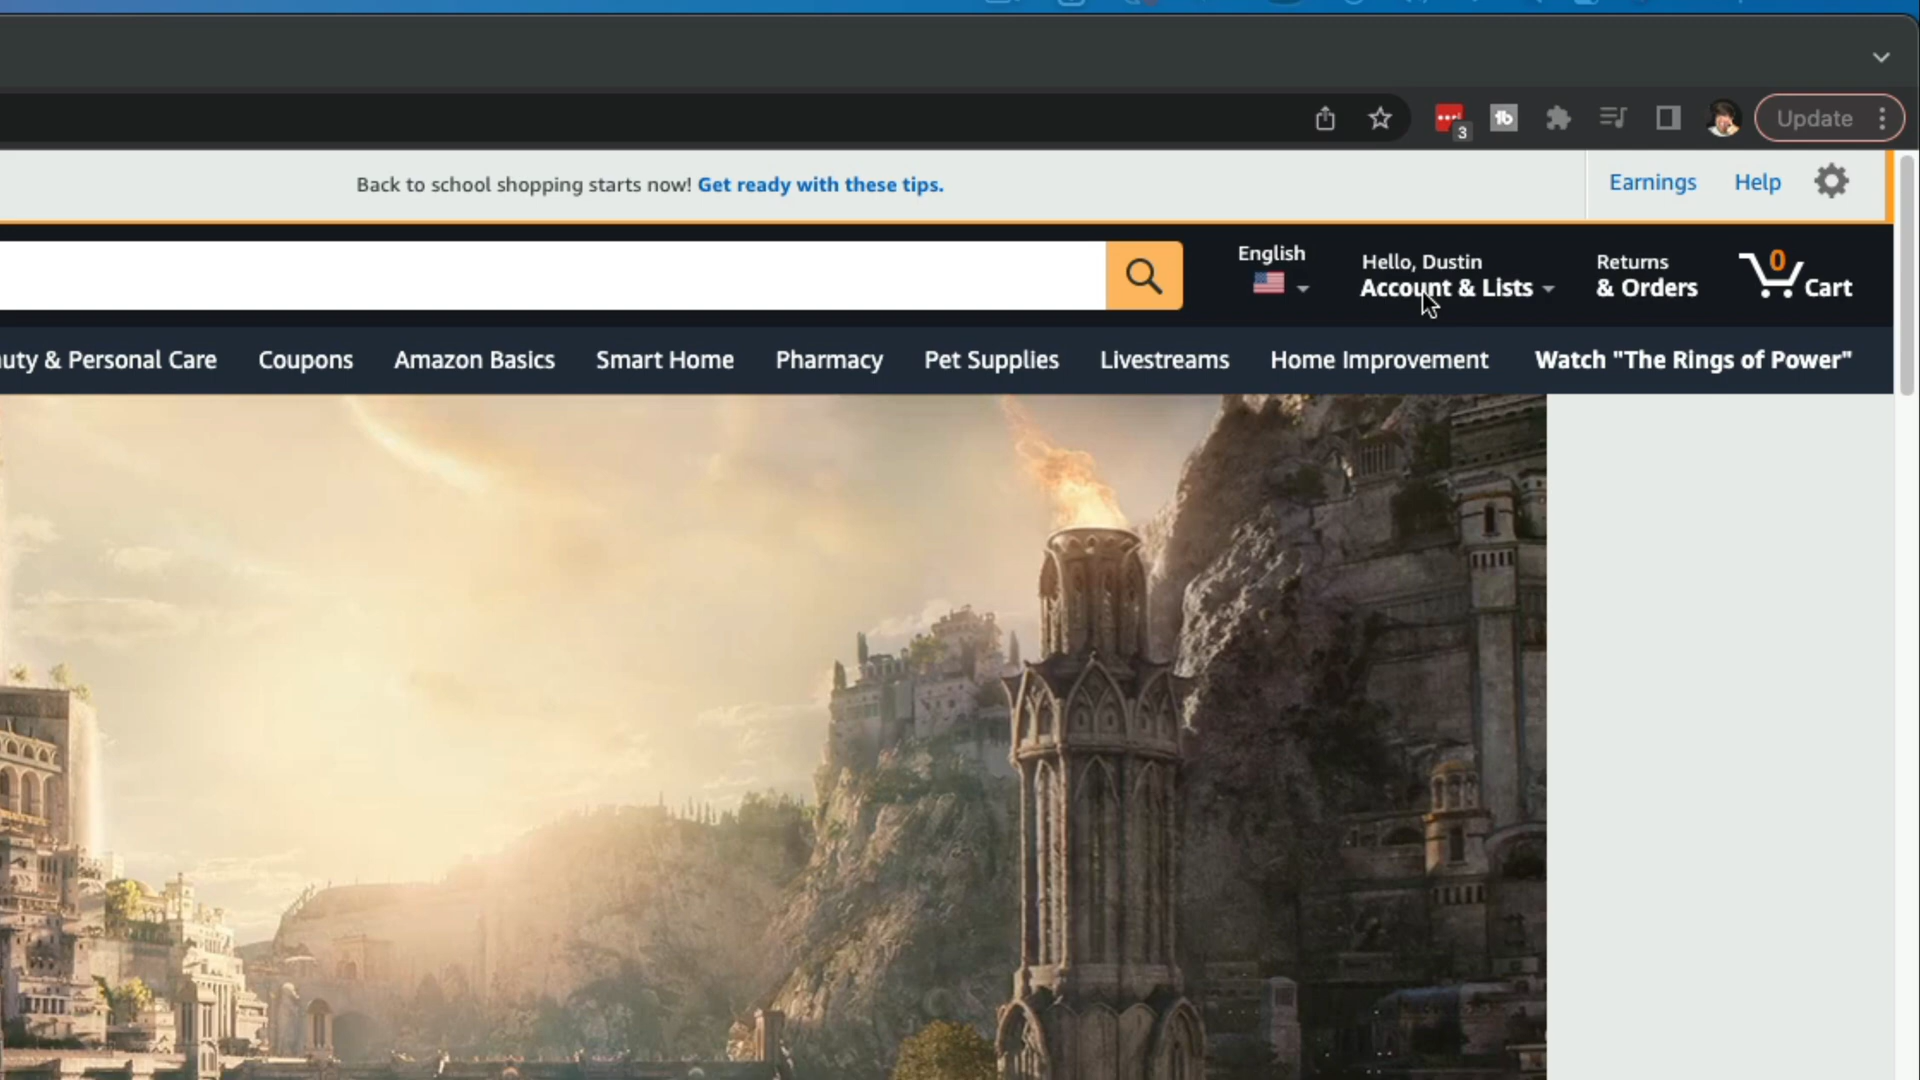 Update
3
Back to school shopping starts now! Get ready with these tips.
Earnings
Help
English
Hello, Dustin
Account & Lists
Returns
& Orders
0
Cart
uty & Personal Care
Coupons
Amazon Basics
Smart Home
Pharmacy
Pet Supplies
Livestreams
Home Improvement
Watch "The Rings of Power"